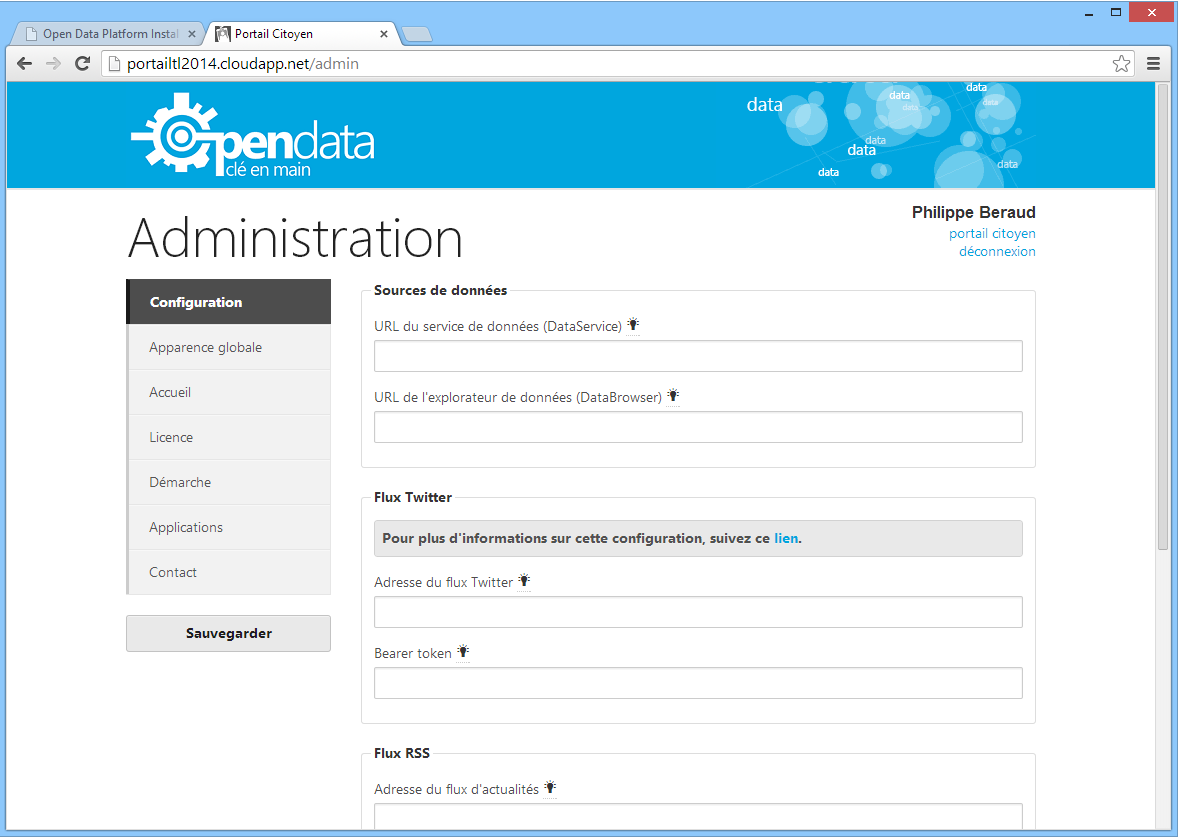 Open Data Platform Instal
Portail Citoyen
portailtl2014.cloudapp.net/admin
opendata
clé en main
data
data
data
data
data
data
data
data
data
Administration
Philippe Beraud
portail citoyen
déconnexion
Configuration
Apparence globale
Accueil
Licence
Démarche
Applications
Contact
Sauvegarder
Sources de données
URL du service de données (DataService)
URL de l'explorateur de données (DataBrowser)
Flux Twitter
Pour plus d'informations sur cette configuration, suivez ce lien.
Adresse du flux Twitter
Bearer token
Flux RSS
Adresse du flux d'actualités